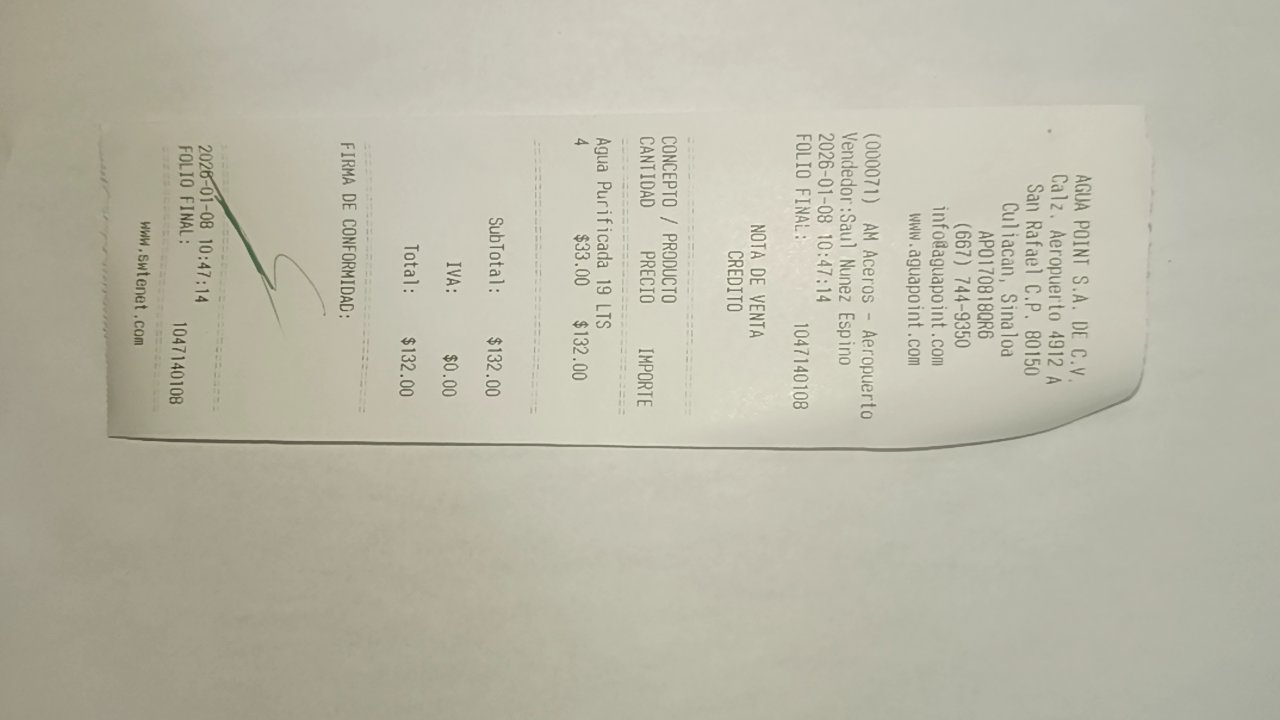 AGUA POINT S.A. DE C.V.
Calz. Aeropuerto 4912 A
San Rafael C.P. 80150
Culiacan, Sinaloa
APO170818QR6
(667) 744-9350
info@aguapoint.com
www.aguapoint.com
(000071) AM Aceros - Aeropuerto
Vendedor:Saul Nunez Espino
2026-01-08 10:47:14
FOLIO FINAL: 1047140108
NOTA DE VENTA
CREDITO
CONCEPTO / PRODUCTO
CANTIDAD PRECIO IMPORTE
Agua Purificada 19 LTS
4 $33.00 $132.00
SubTotal: $132.00
IVA: $0.00
Total: $132.00
FIRMA DE CONFORMIDAD:
2026-01-08 10:47:14
FOLIO FINAL: 1047140108
www.swtenet.com